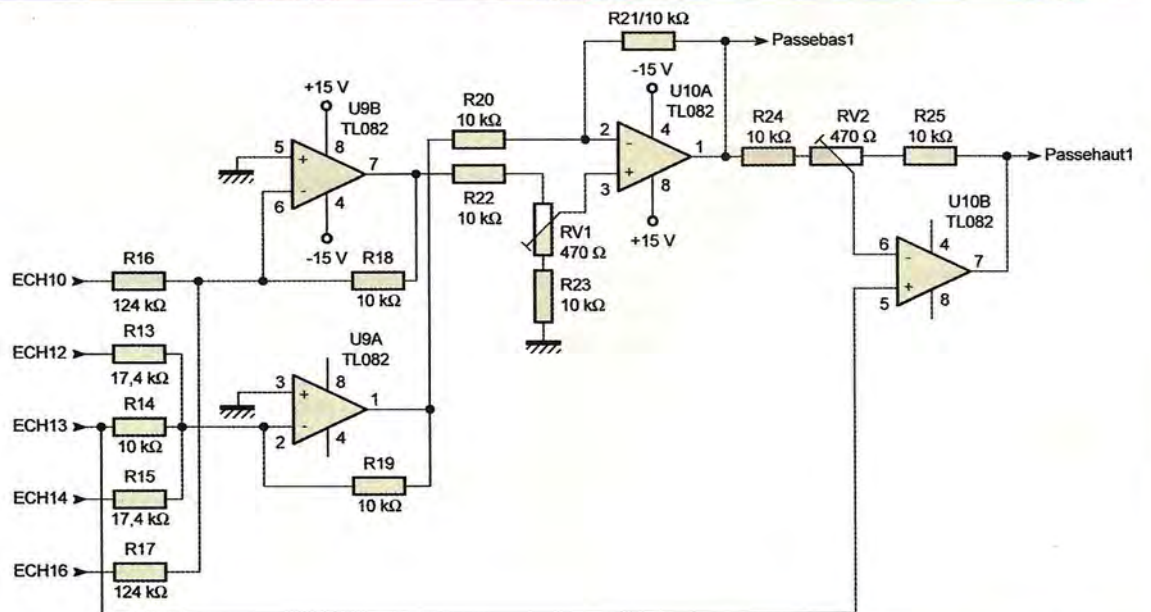 R21/10 kΩ
Passebas1
-15 V
U10A
TL082
+15 V
U9B
TL082
R20
10 kΩ
R24
10 kΩ
RV2
470 Ω
R25
10 kΩ
4
2
-
1
5
+
8
7
Passehaut1
3
+
8
R22
10 kΩ
-
6
4
U10B
TL082
RV1
470 Ω
+15 V
-15 V
4
6
-
7
R16
R18
+
5
8
ECH10
124 kΩ
10 kΩ
R23
10 kΩ
R13
U9A
TL082
ECH12
17,4 kΩ
8
3
+
1
R14
ECH13
-
10 kΩ
2
4
R15
R19
ECH14
10 kΩ
17,4 kΩ
R17
ECH16
124 kΩ